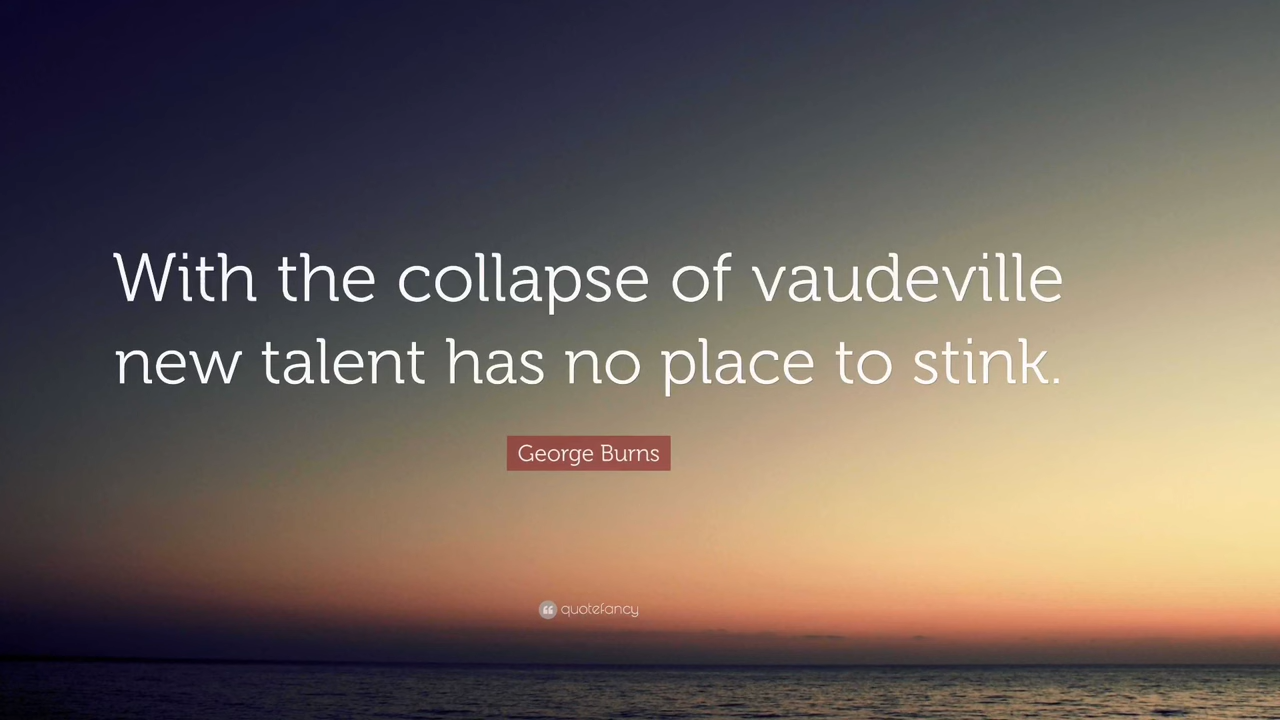 With the collapse of vaudeville
new talent has no place to stink.
George Burns
quotefancy